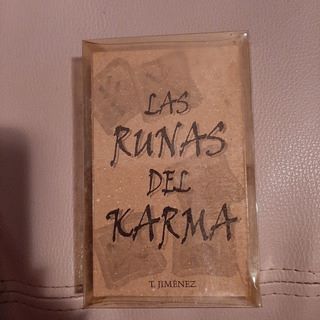 LAS
RUNAS
DEL
KARMA
T. JIMÉNEZ